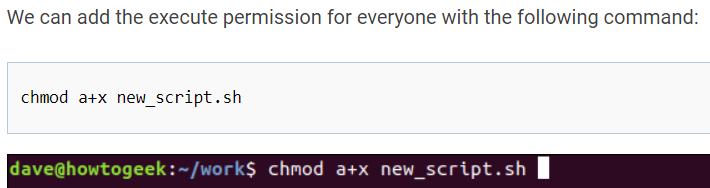 We can add the execute permission for everyone with the following command:
chmod a+x new_script.sh
dave@howtogeek:~/work$ chmod a+x new_script.sh